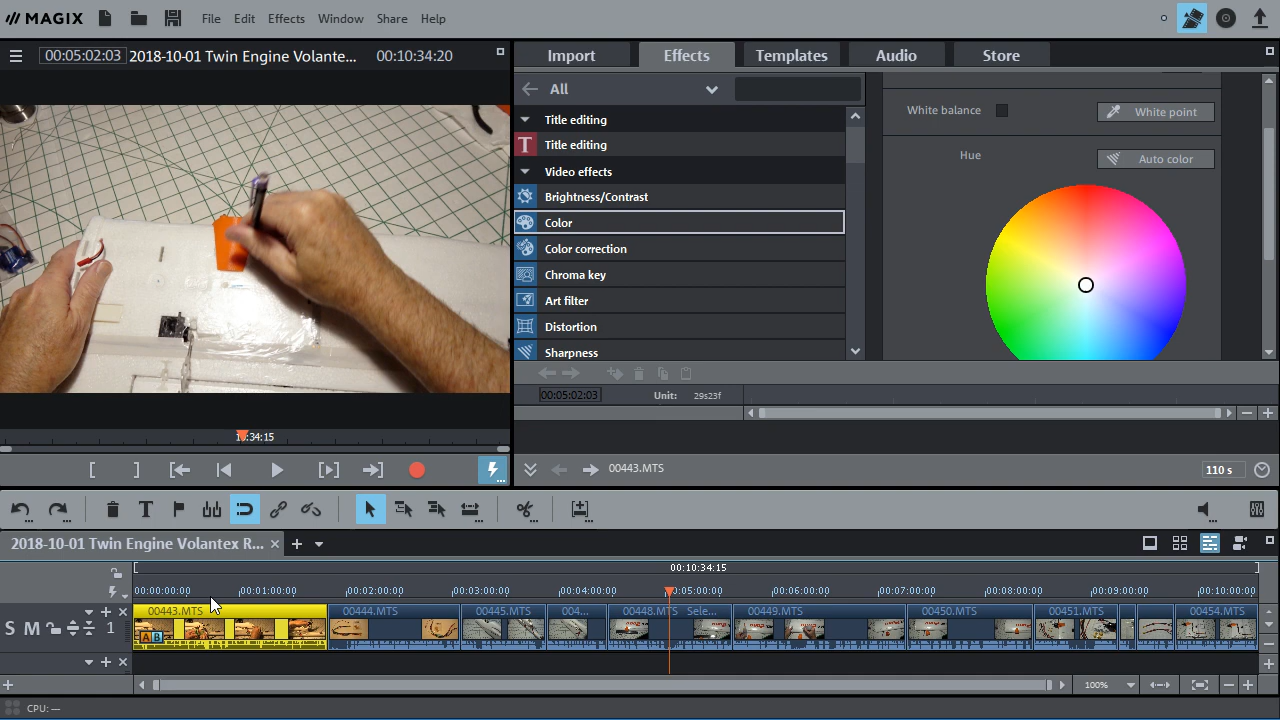 MAGIX File Edit Effects Window Share Help
00:05:02:03 2018-10-01 Twin Engine Volante... 00:10:34:20
Import Effects Templates Audio Store
All
Title editing
T Title editing
Video effects
Brightness/Contrast
Color
Color correction
Chroma key
Art filter
Distortion
Sharpness
White balance White point
Hue Auto color
00:05:02:03 Unit: 29s23f
:34:15
00443.MTS 110 s
2018-10-01 Twin Engine Volantex R...
00:10:34:15
00:00:00:00 00:01:00:00 00:02:00:00 00:03:00:00 00:04:00:00 00:05:00:00 00:06:00:00 00:07:00:00 00:08:00:00 00:09:00:00 00:10:00:00
00443.MTS 00444.MTS 00445.MTS 004... 00448.MTS Sele... 00449.MTS 00450.MTS 00451.MTS 00454.MTS
S M 1
A B
100%
CPU: —